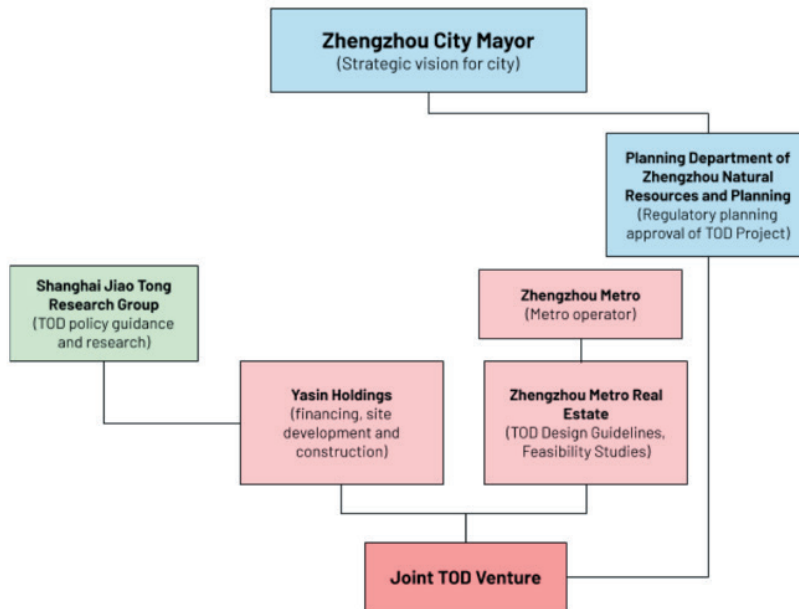 Zhengzhou City Mayor
(Strategic vision for city)
Planning Department of
Zhengzhou Natural
Resources and Planning
(Regulatory planning
approval of TOD Project)
Shanghai Jiao Tong
Research Group
(TOD policy guidance
and research)
Zhengzhou Metro
(Metro operator)
Yasin Holdings
(financing, site
development and
construction)
Zhengzhou Metro Real
Estate
(TOD Design Guidelines,
Feasibility Studies)
Joint TOD Venture